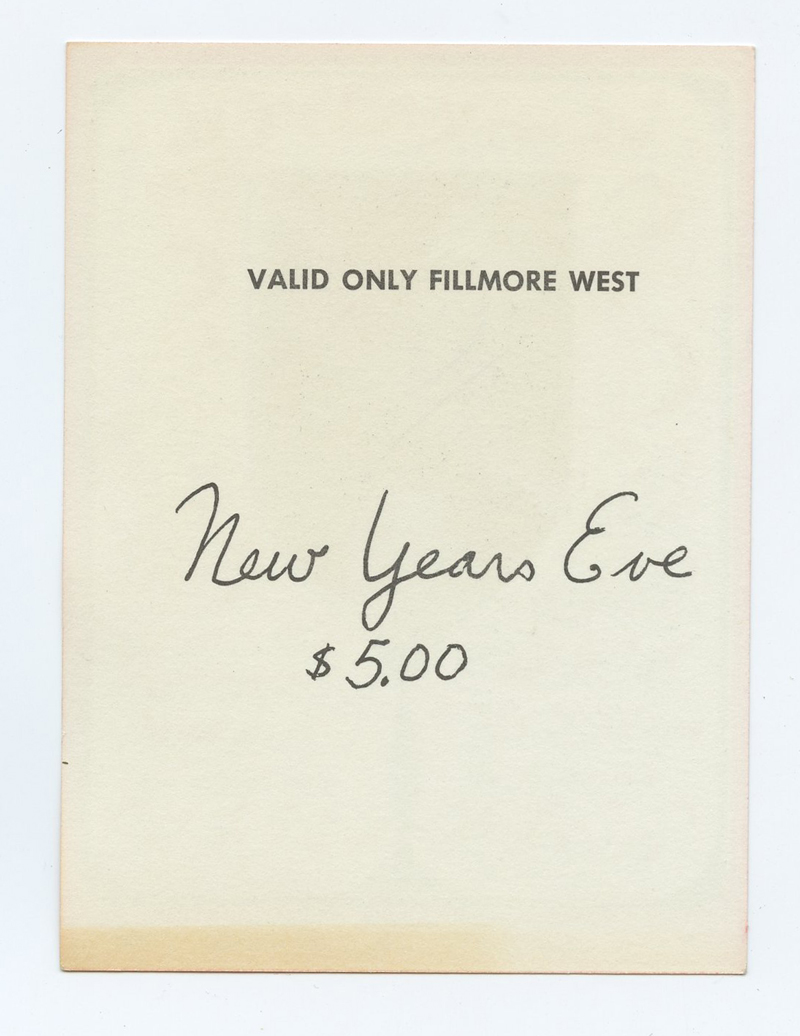 VALID ONLY FILLMORE WEST
New Years Eve
$5.00